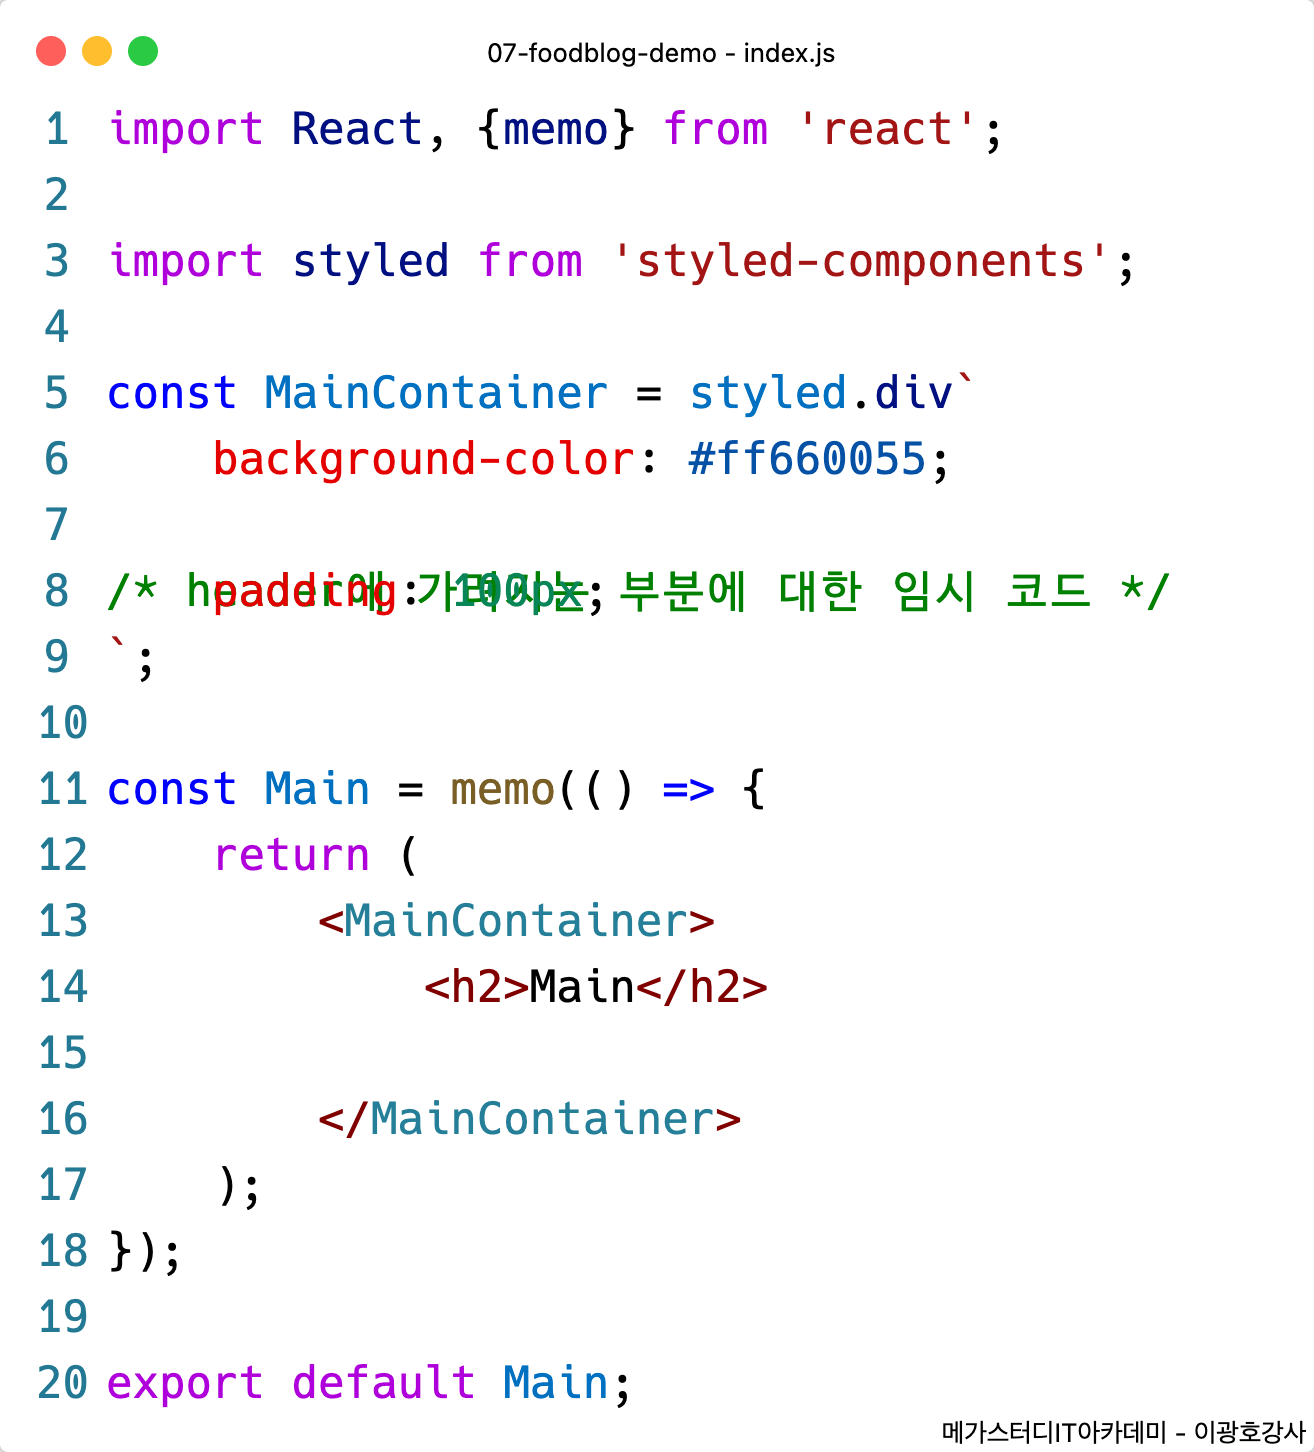 07-foodblog-demo - index.js
1 import React, {memo} from 'react';
2
3 import styled from 'styled-components';
4
5 const MainContainer = styled.div`
6 background-color: #ff660055;
7
8 /* header에 부분에 대한 임시 코드 */
padding: 100px;
9 `;
10
11 const Main = memo(() => {
12 return (
13 <MainContainer>
14 <h2>Main</h2>
15
16 </MainContainer>
17 );
18 });
19
20 export default Main;
메가스터디IT아카데미 - 이광호강사